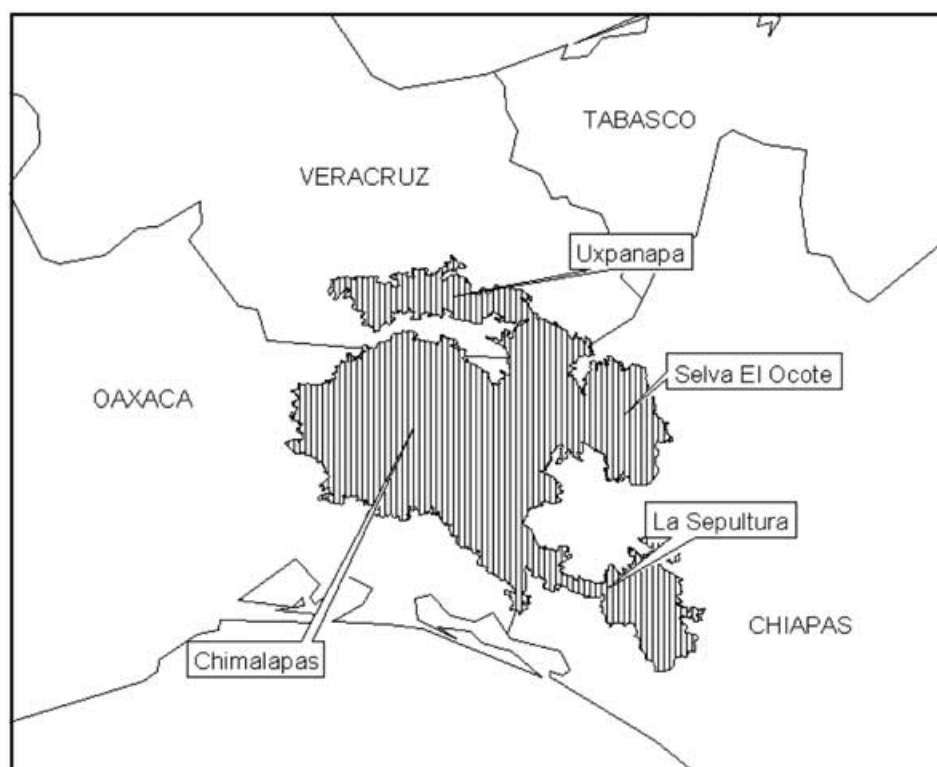 TABASCO
VERACRUZ
Uxpanapa
Selva El Ocote
OAXACA
La Sepultura
CHIAPAS
Chimalapas